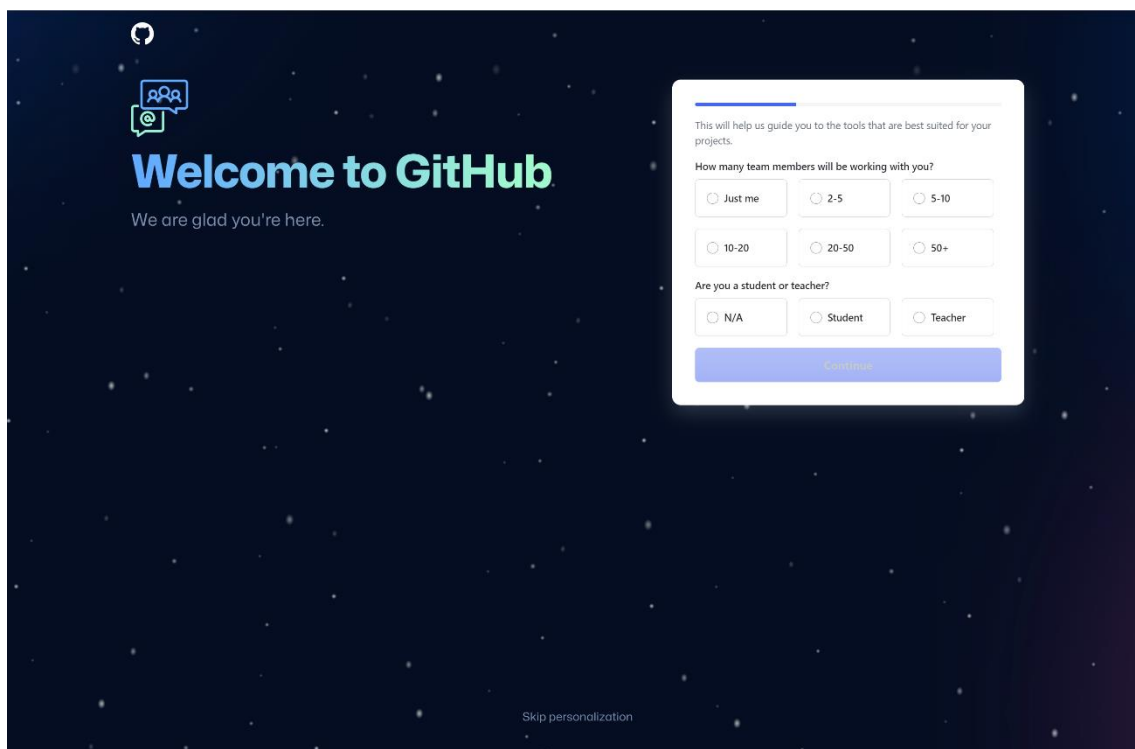 @
Welcome to GitHub
We are glad you're here.
This will help us guide you to the tools that are best suited for your
projects.
How many team members will be working with you?
Just me
2-5
5-10
10-20
20-50
50+
Are you a student or teacher?
N/A
Student
Teacher
Continue
Skip personalization